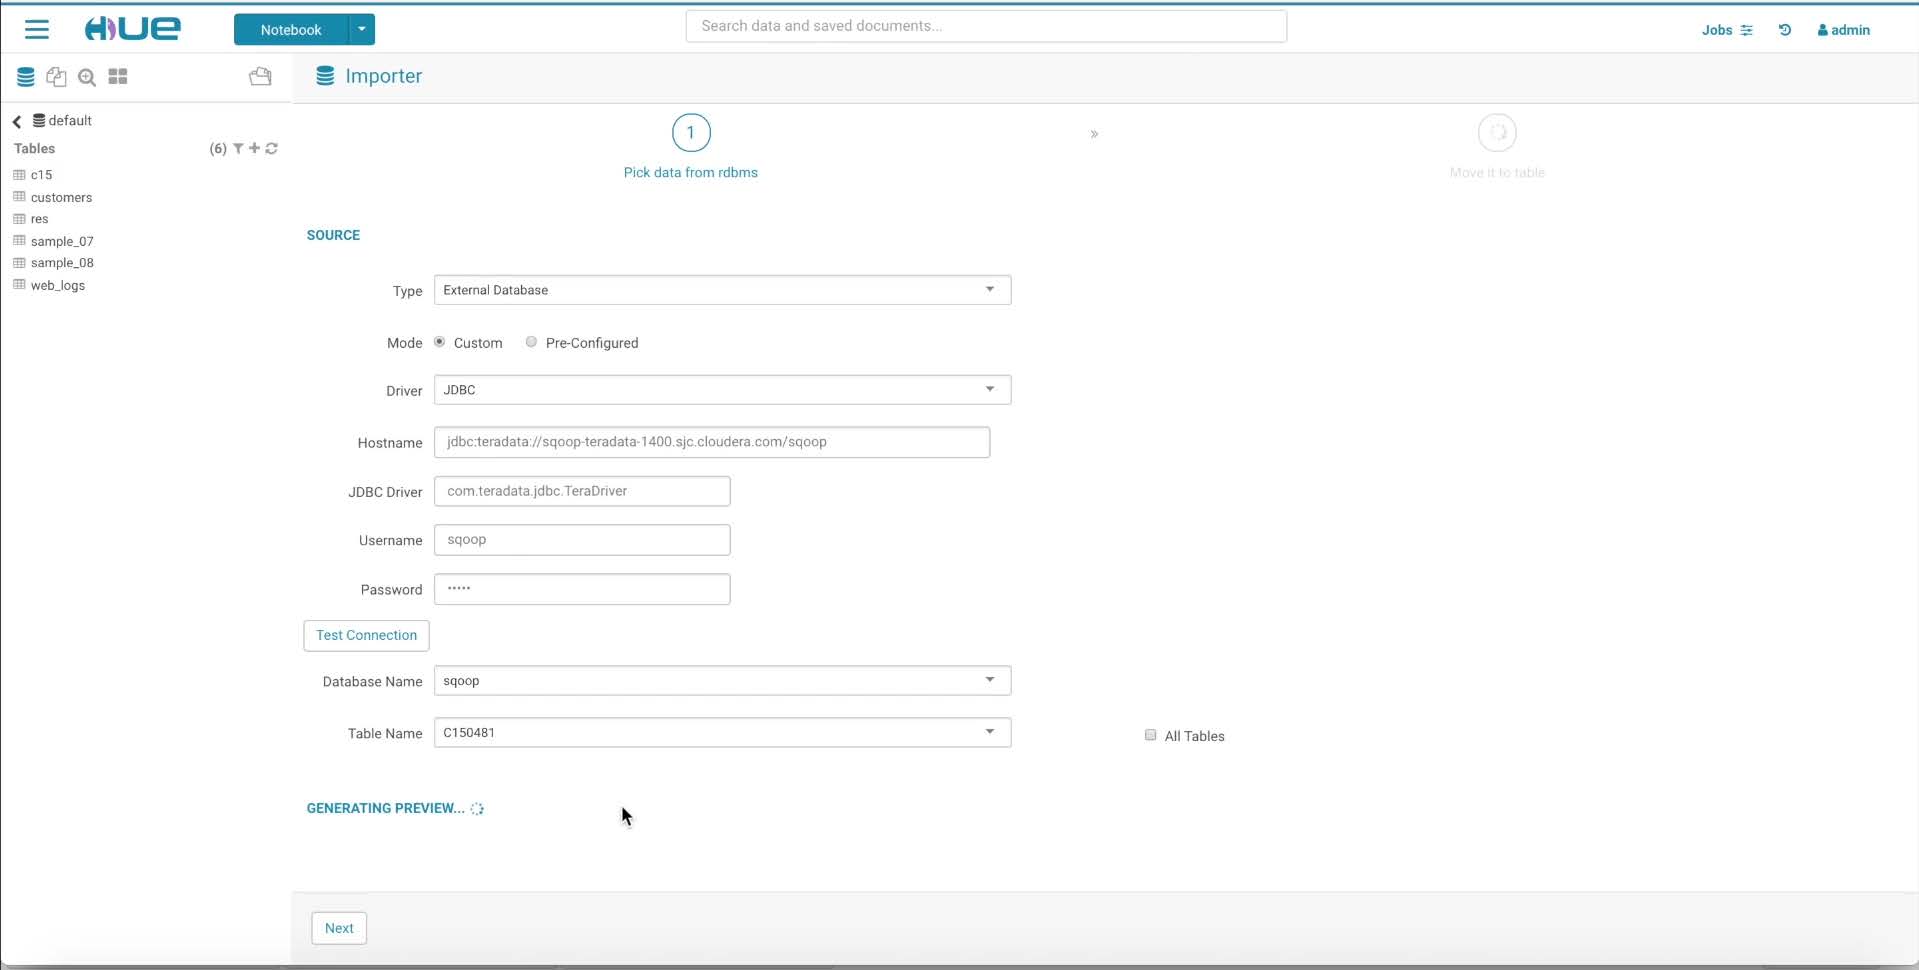 HUE
Notebook
Search data and saved documents...
Jobs
admin
Importer
default
Tables
(6)
c15
customers
res
sample_07
sample_08
web_logs
1
»
Pick data from rdbms
Move it to table
SOURCE
Type
External Database
Mode
Custom
Pre-Configured
Driver
JDBC
Hostname
jdbc:teradata://sqoop-teradata-1400.sjc.cloudera.com/sqoop
JDBC Driver
com.teradata.jdbc.TeraDriver
Username
sqoop
Password
•••••
Test Connection
Database Name
sqoop
Table Name
C150481
All Tables
GENERATING PREVIEW...
Next